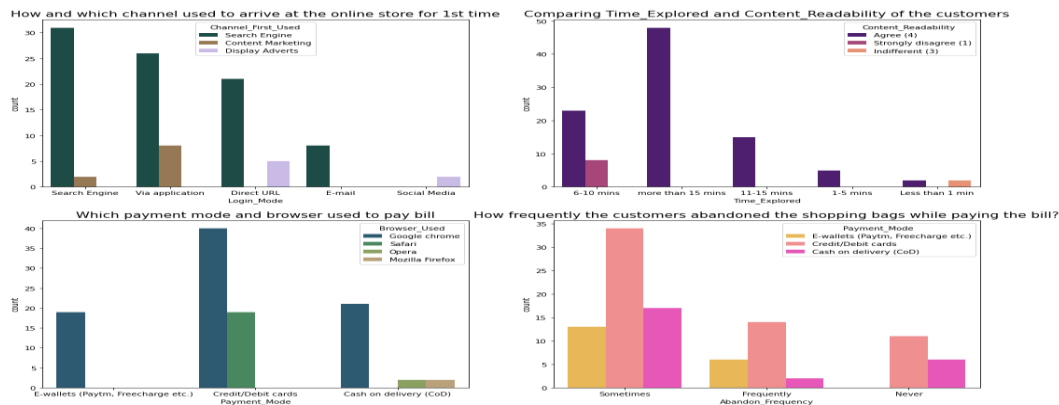 How and which channel used to arrive at the online store for 1st time
Channel_First_Used
Search Engine
Content Marketing
Display Adverts
30
25
20
15
10
5
0
count
Search Engine Via application Direct URL E-mail Social Media
Login_Mode
Comparing Time_Explored and Content_Readability of the customers
Content_Readability
Agree (4)
Strongly disagree (1)
Indifferent (3)
50
40
30
20
10
0
count
6-10 mins more than 15 mins 11-15 mins 1-5 mins Less than 1 min
Time_Explored
Which payment mode and browser used to pay bill
Browser_Used
Google chrome
Safari
Opera
Mozilla Firefox
40
35
30
25
20
15
10
5
0
count
E-wallets (Paytm, Freecharge etc.) Credit/Debit cards Cash on delivery (CoD)
Payment_Mode
How frequently the customers abandoned the shopping bags while paying the bill?
Payment_Mode
E-wallets (Paytm, Freecharge etc.)
Credit/Debit cards
Cash on delivery (CoD)
35
30
25
20
15
10
5
0
count
Sometimes Frequently Never
Abandon_Frequency